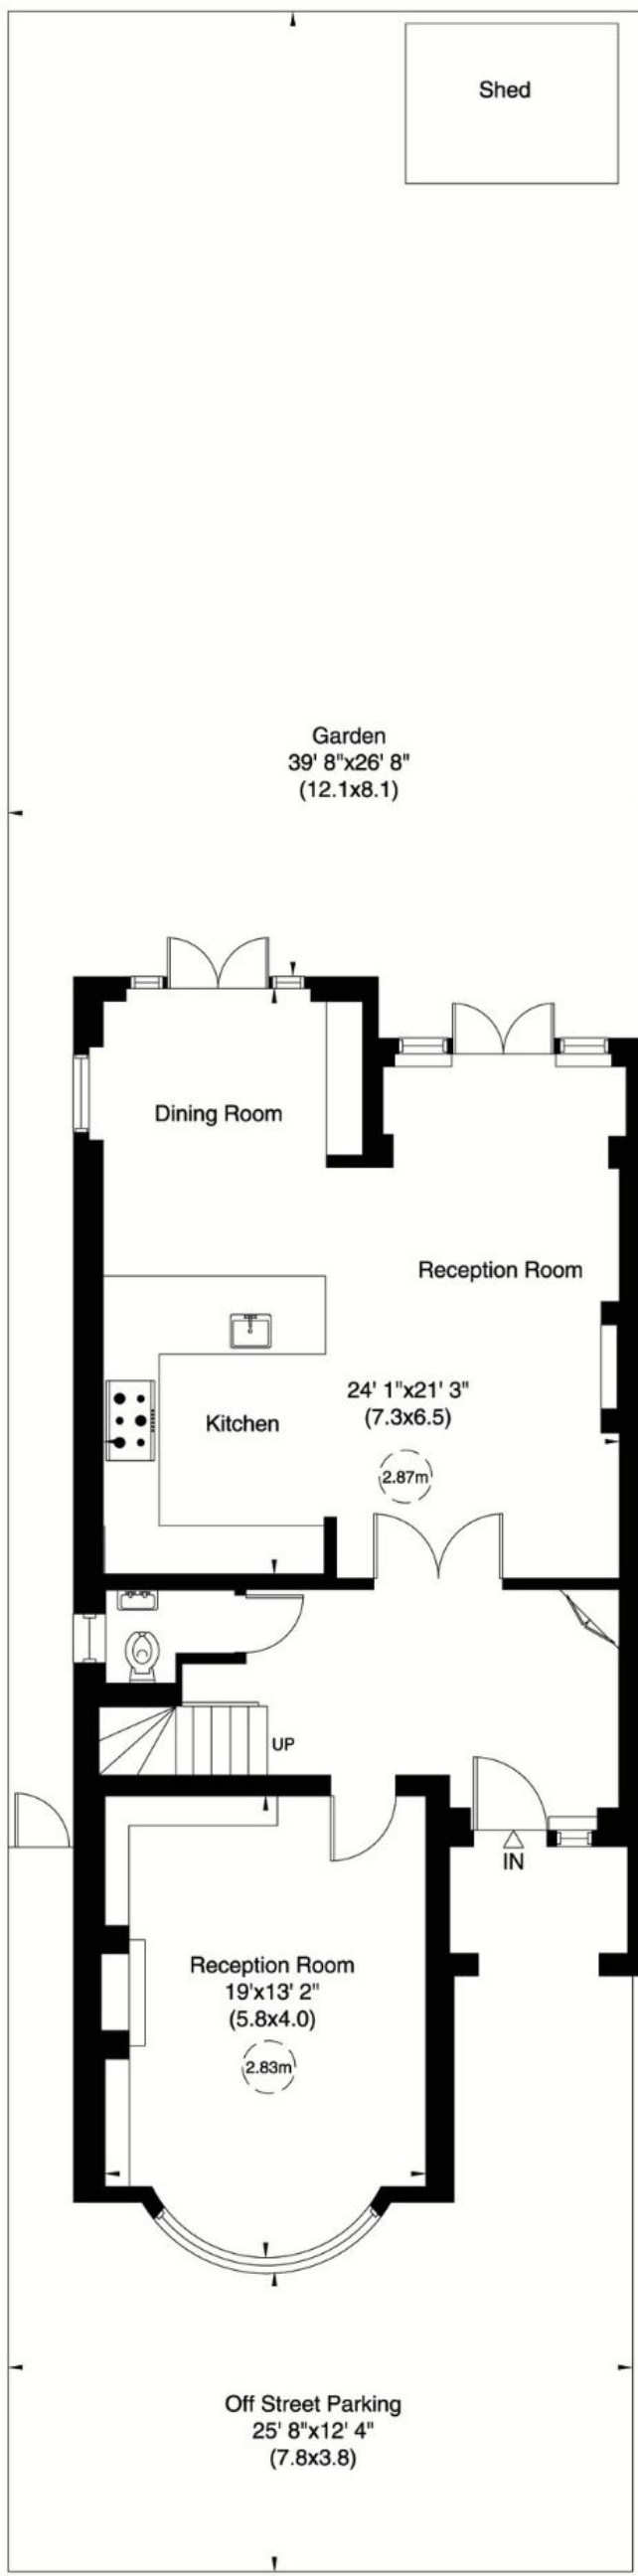 Shed
Garden
39' 8"x26' 8"
(12.1x8.1)
Dining Room
Reception Room
24' 1"x21' 3"
(7.3x6.5)
Kitchen
2.87m
UP
IN
Reception Room
19'x13' 2"
(5.8x4.0)
2.83m
Off Street Parking
25' 8"x12' 4"
(7.8x3.8)